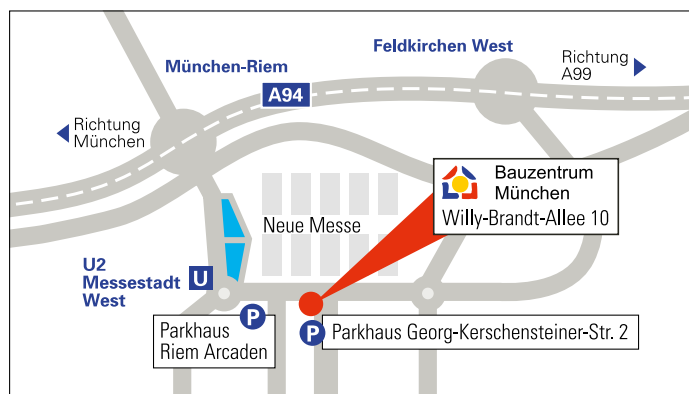 Feldkirchen West
München-Riem
Richtung
A99
A94
Richtung
München
Bauzentrum
München
Willy-Brandt-Allee 10
Neue Messe
U2
Messestadt
West
U
P
Parkhaus
Riem Arcaden
P
Parkhaus Georg-Kerschensteiner-Str. 2